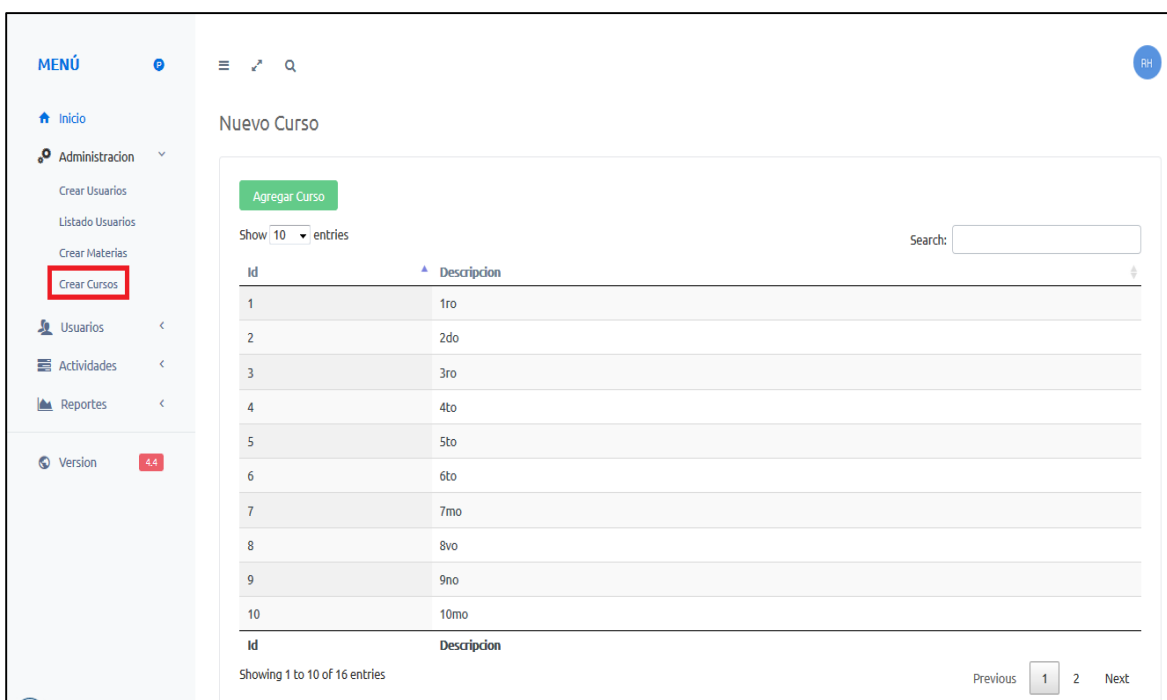 MENÚ
RH
Inicio
Administracion
Crear Usuarios
Listado Usuarios
Crear Materias
Crear Cursos
Usuarios
Actividades
Reportes
Version 4.4
Nuevo Curso
Agregar Curso
Show 10 entries
Search:
Id Descripcion
1 1ro
2 2do
3 3ro
4 4to
5 5to
6 6to
7 7mo
8 8vo
9 9no
10 10mo
Id Descripcion
Showing 1 to 10 of 16 entries
Previous 1 2 Next